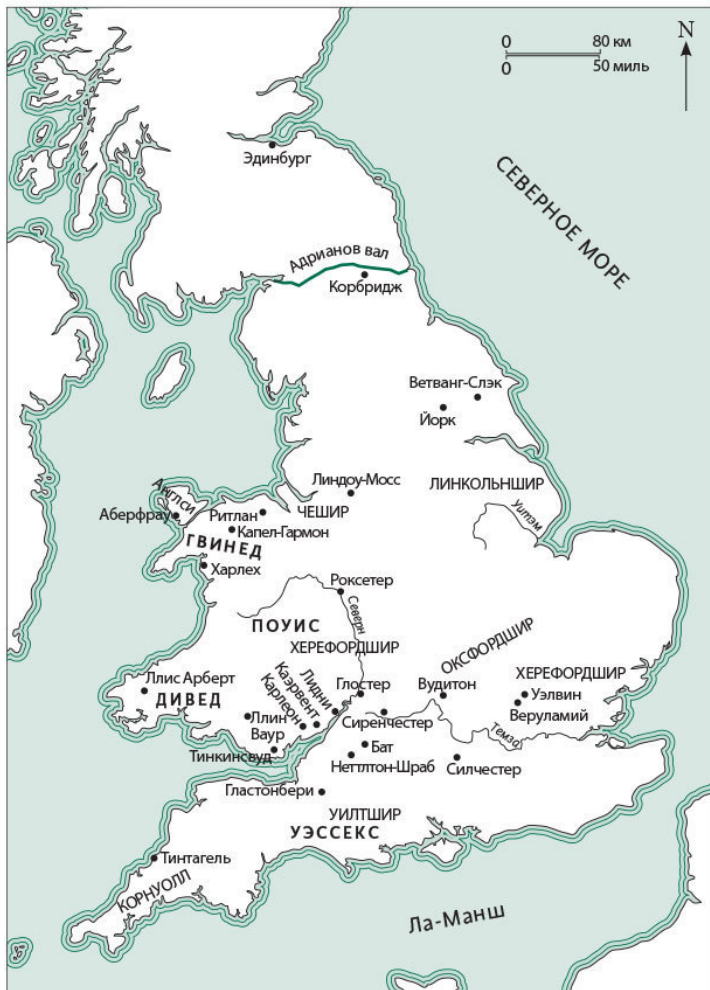 0 80 км
0 50 миль
N
Эдинбург
СЕВЕРНОЕ МОРЕ
Адрианов вал
Корбридж
Ветванг-Слэк
Йорк
Линдоу-Мосс
ЛИНКОЛЬНШИР
Англси
Ритлан
ЧЕШИР
Уитэм
Аберфрау
Капел-Гармон
ГВИНЕД
Харлех
Роксетер
Северн
ПОУИС
ХЕРЕФОРДШИР
ОКСФОРДШИР
Ллис Арберт
ДИВЕД
Лидни
Каэрвент
Карлеон
Глостер
Вудитон
ХЕРЕФОРДШИР
Уэлвин
Веруламий
Ллин
Ваур
Сиренчестер
Темза
Тинкинсвуд
Бат
Неттлтон-Шраб
Силчестер
Гластонбери
УИЛТШИР
УЭССЕКС
Тинтагель
КОРНУОЛЛ
Ла-Манш